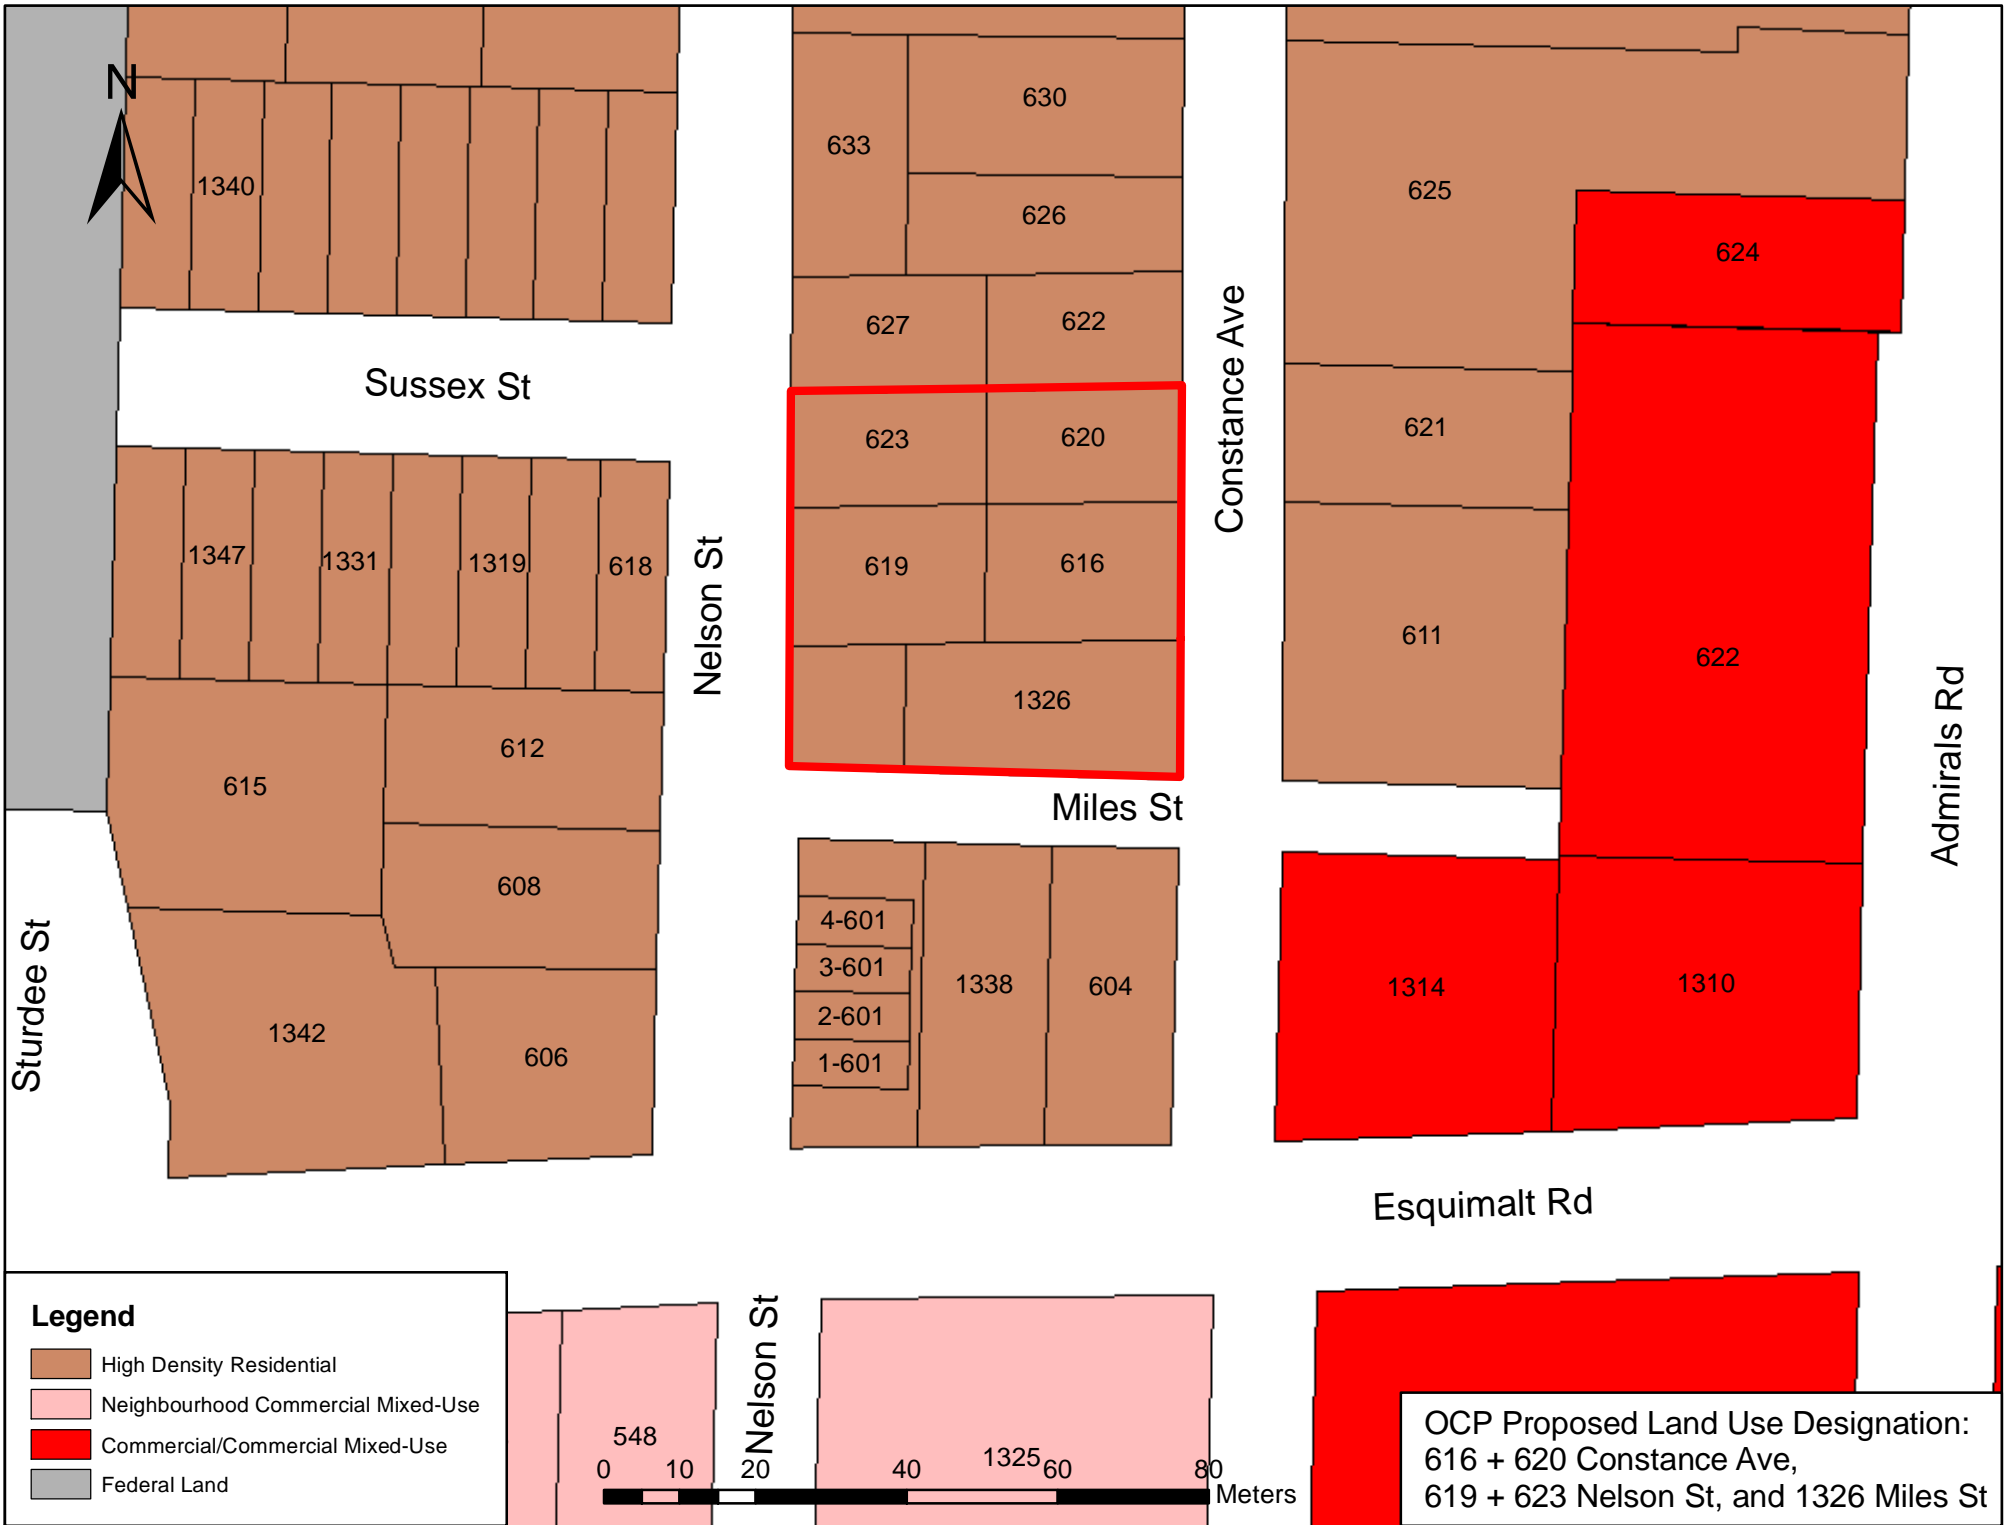 N
630
633
1340
625
626
624
627
622
Sussex St
Constance Ave
623
620
621
1347
1331
1319
618
Nelson St
619
616
611
622
1326
612
615
Miles St
Admirals Rd
608
4-601
3-601
2-601
1-601
1338
604
1314
1310
Sturdee St
1342
606
Esquimalt Rd
Legend
High Density Residential
Neighbourhood Commercial Mixed-Use
Commercial/Commercial Mixed-Use
Federal Land
Nelson St
548
1325
0 10 20 40 60 80
Meters
OCP Proposed Land Use Designation:
616 + 620 Constance Ave,
619 + 623 Nelson St, and 1326 Miles St